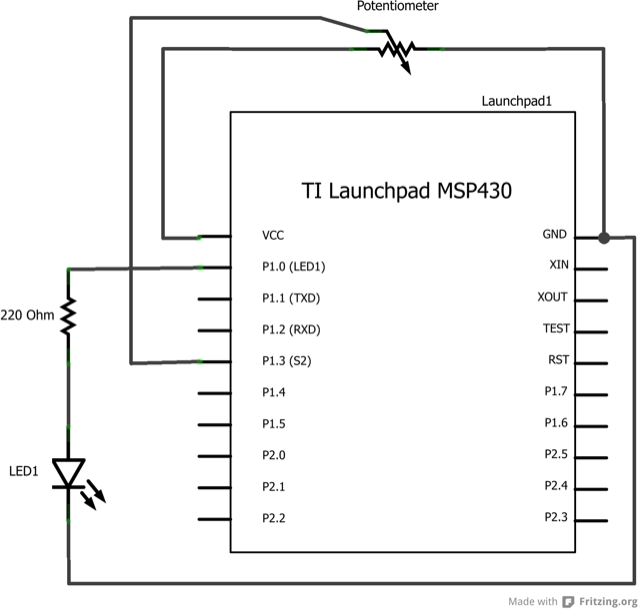 Potentiometer
Launchpad1
TI Launchpad MSP430
VCC
P1.0 (LED1)
P1.1 (TXD)
P1.2 (RXD)
P1.3 (S2)
P1.4
P1.5
P2.0
P2.1
P2.2
GND
XIN
XOUT
TEST
RST
P1.7
P1.6
P2.5
P2.4
P2.3
220 Ohm
LED1
Made with Fritzing.org